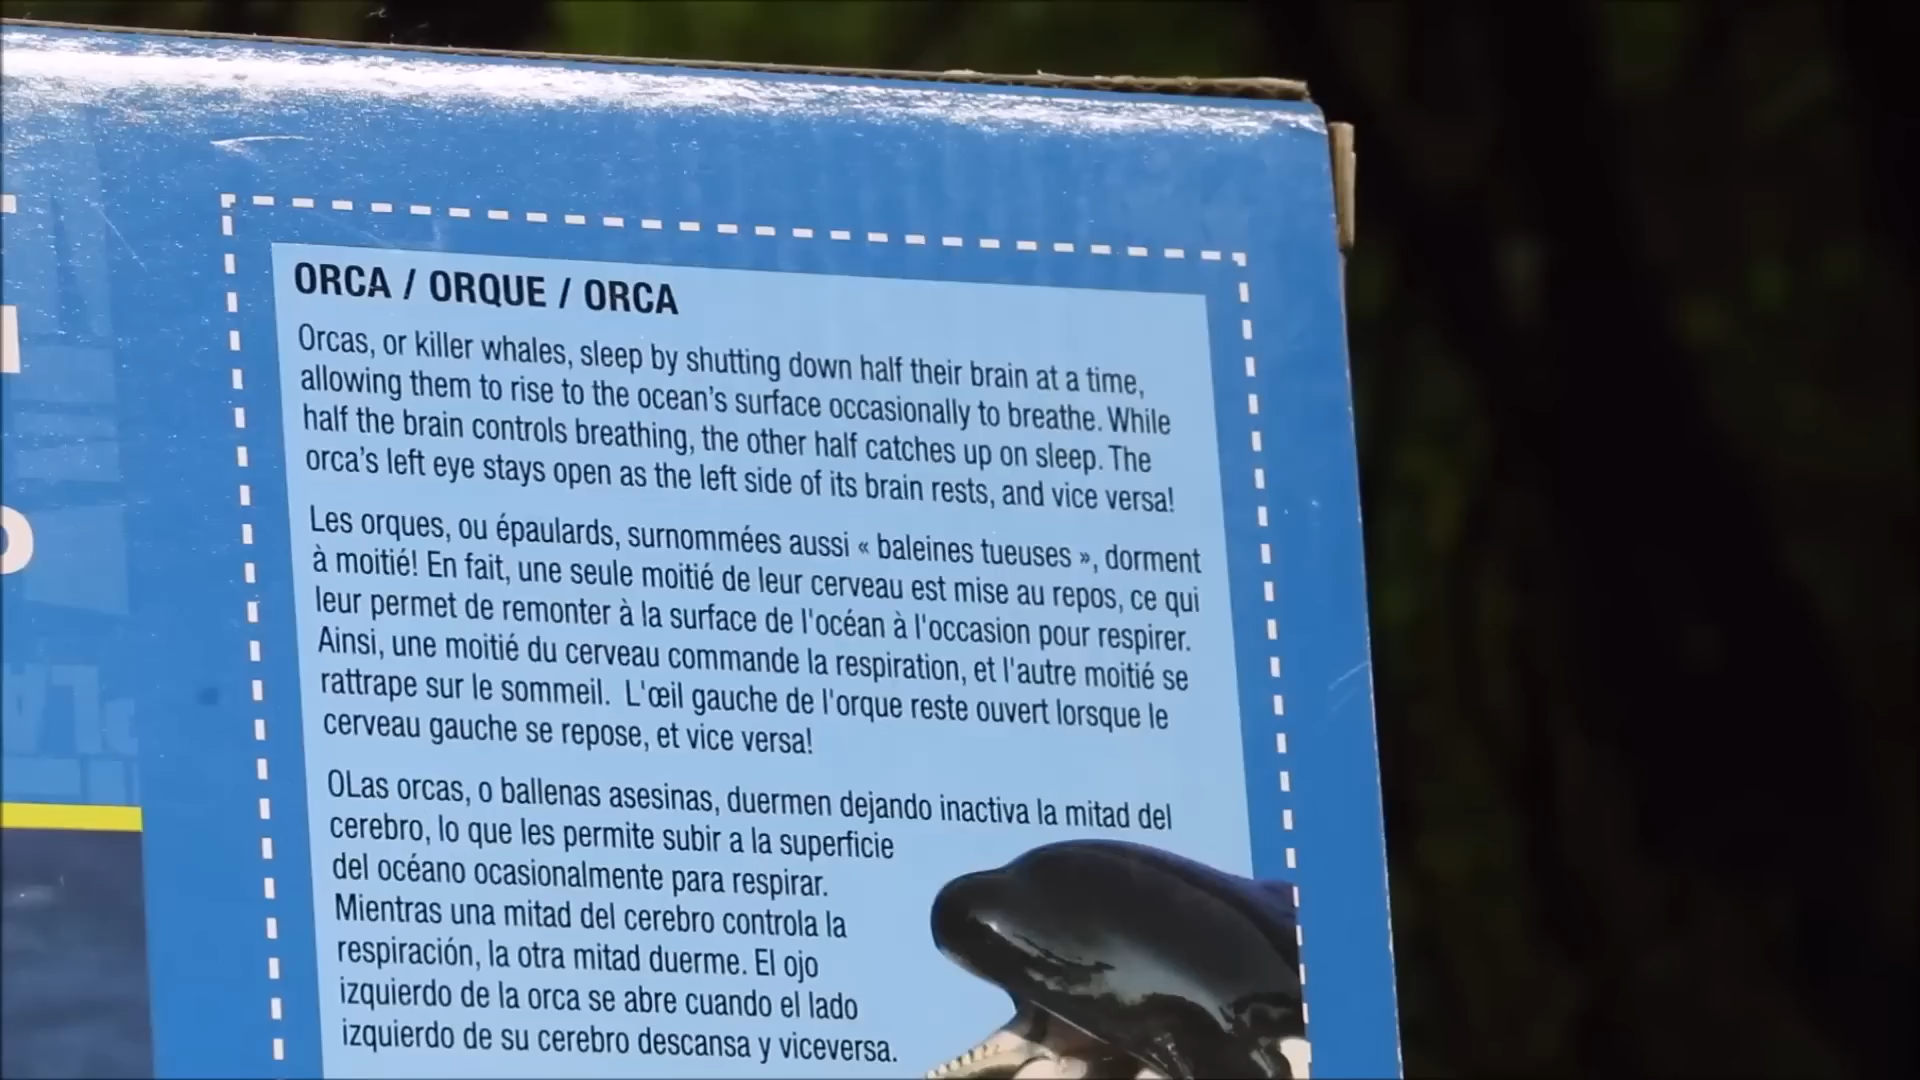 ORCA / ORQUE / ORCA
Orcas, or killer whales, sleep by shutting down half their brain at a time,
allowing them to rise to the ocean's surface occasionally to breathe. While
half the brain controls breathing, the other half catches up on sleep. The
orca's left eye stays open as the left side of its brain rests, and vice versa!
Les orques, ou épaulards, surnommées aussi « baleines tueuses », dorment
à moitié! En fait, une seule moitié de leur cerveau est mise au repos, ce qui
leur permet de remonter à la surface de l'océan à l'occasion pour respirer.
Ainsi, une moitié du cerveau commande la respiration, et l'autre moitié se
rattrape sur le sommeil. L'œil gauche de l'orque reste ouvert lorsque le
cerveau gauche se repose, et vice versa!
OLas orcas, o ballenas asesinas, duermen dejando inactiva la mitad del
cerebro, lo que les permite subir a la superficie
del océano ocasionalmente para respirar.
Mientras una mitad del cerebro controla la
respiración, la otra mitad duerme. El ojo
izquierdo de la orca se abre cuando el lado
izquierdo de su cerebro descansa y viceversa.